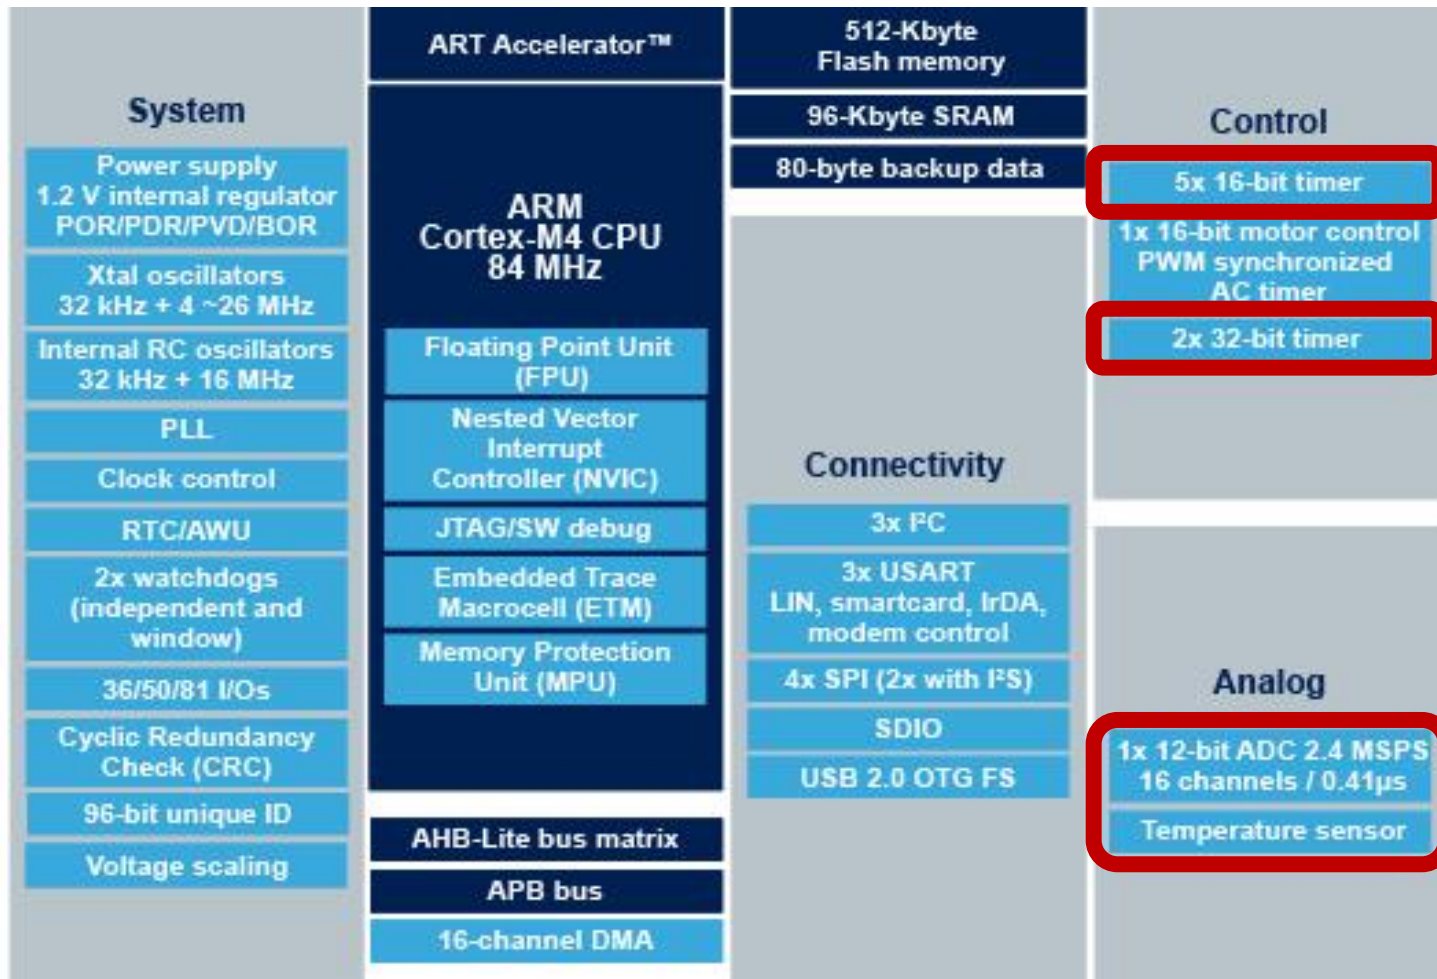 System
Power supply
1.2 V internal regulator
POR/PDR/PVD/BOR
Xtal oscillators
32 kHz + 4 ~26 MHz
Internal RC oscillators
32 kHz + 16 MHz
PLL
Clock control
RTC/AWU
2x watchdogs
(independent and
window)
36/50/81 I/Os
Cyclic Redundancy
Check (CRC)
96-bit unique ID
Voltage scaling
ART Accelerator™
ARM
Cortex-M4 CPU
84 MHz
Floating Point Unit
(FPU)
Nested Vector
Interrupt
Controller (NVIC)
JTAG/SW debug
Embedded Trace
Macrocell (ETM)
Memory Protection
Unit (MPU)
AHB-Lite bus matrix
APB bus
16-channel DMA
512-Kbyte
Flash memory
96-Kbyte SRAM
80-byte backup data
Connectivity
3x I²C
3x USART
LIN, smartcard, IrDA,
modem control
4x SPI (2x with I²S)
SDIO
USB 2.0 OTG FS
Control
5x 16-bit timer
1x 16-bit motor control
PWM synchronized
AC timer
2x 32-bit timer
Analog
1x 12-bit ADC 2.4 MSPS
16 channels / 0.41µs
Temperature sensor